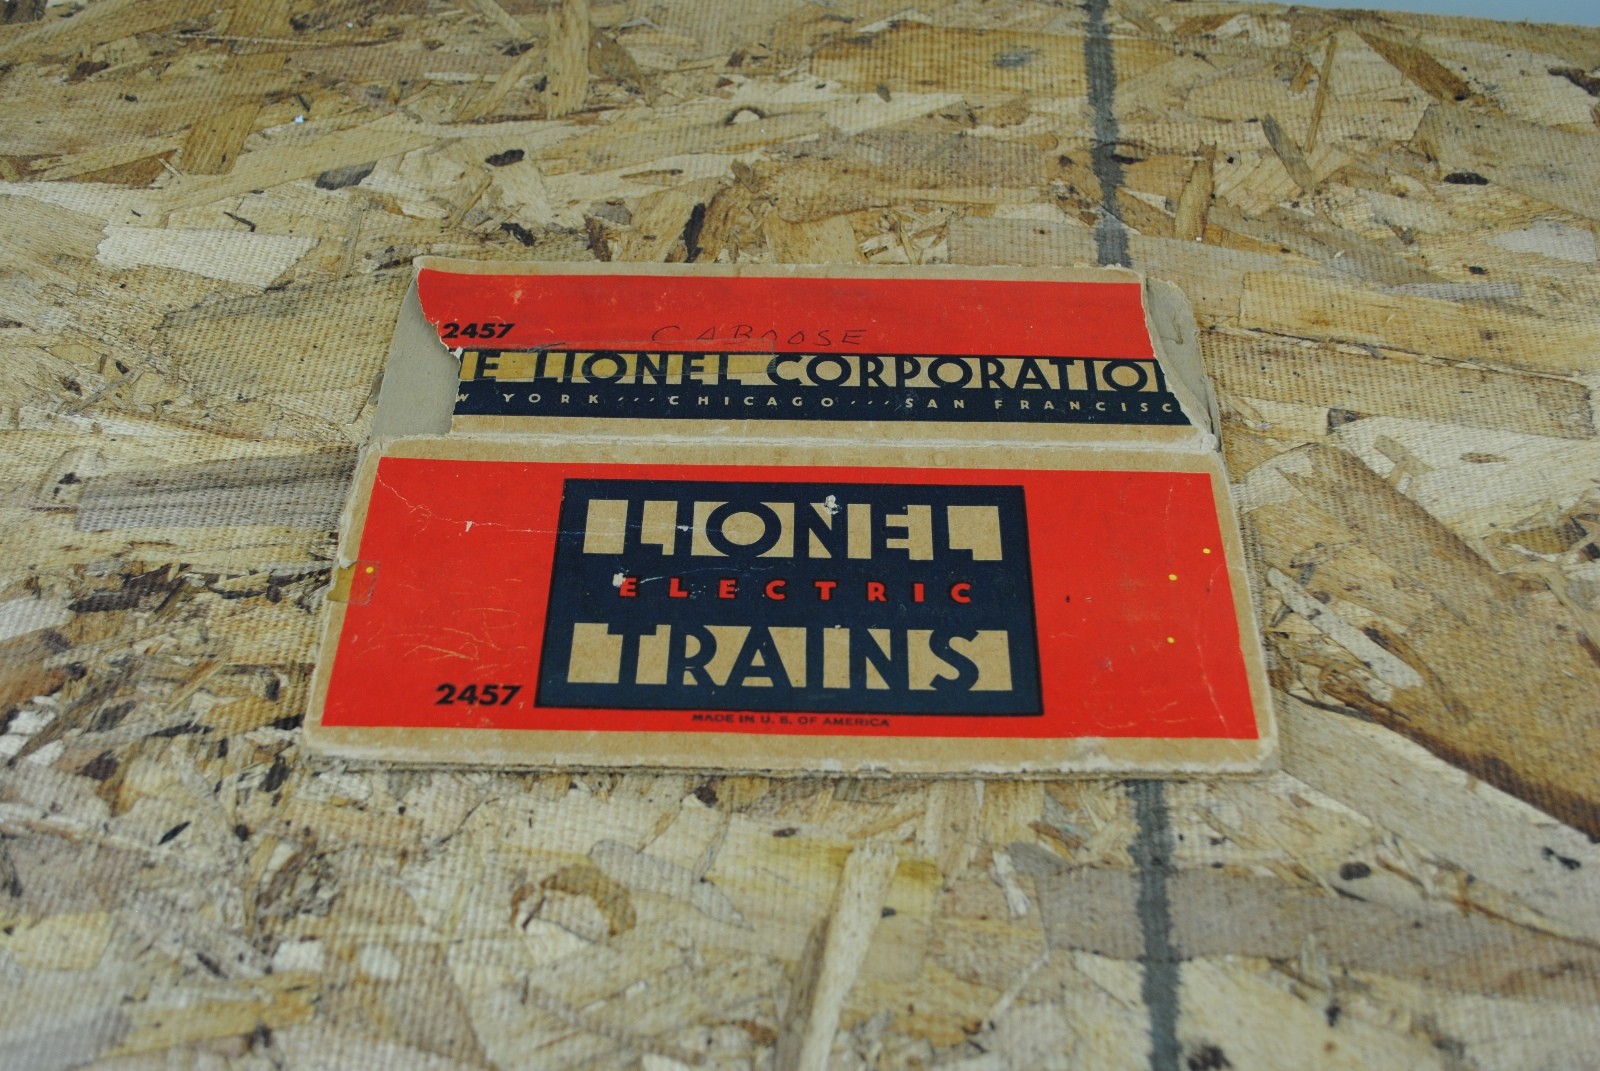 2457 CABOOSE
E LIONEL CORPORATIO
W YORK ··· CHICAGO ··· SAN FRANCISC
LIONEL
ELECTRIC
TRAINS
2457
MADE IN U. S. OF AMERICA